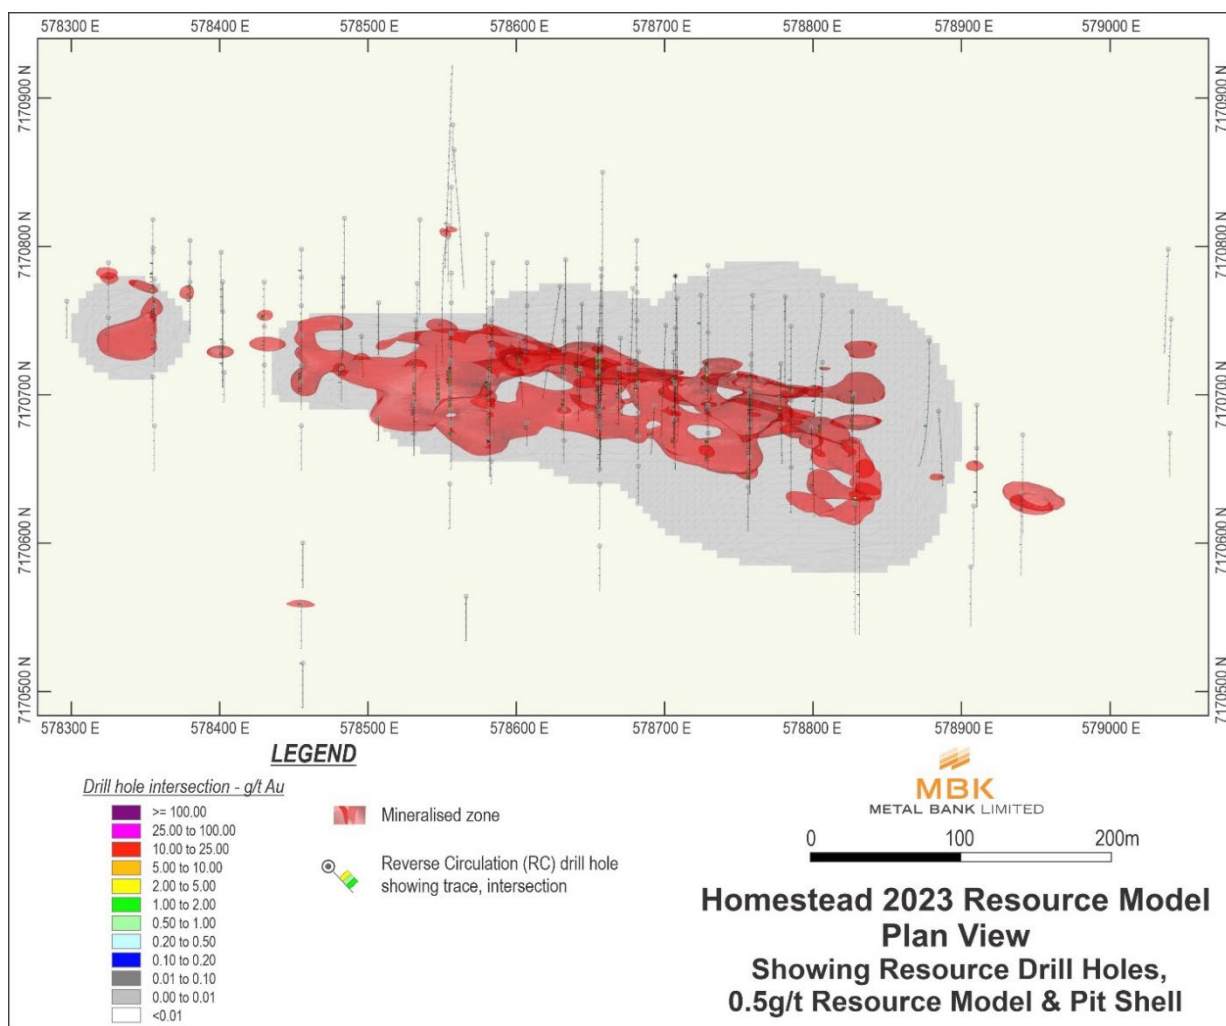 578300 E 578400 E 578500 E 578600 E 578700 E 578800 E 578900 E 579000 E
7170900 N 7170900 N
7170800 N 7170800 N
7170700 N 7170700 N
7170600 N 7170600 N
7170500 N 7170500 N
578300 E 578400 E 578500 E 578600 E 578700 E 578800 E 578900 E 579000 E
LEGEND
Drill hole intersection - g/t Au
>= 100.00
25.00 to 100.00
10.00 to 25.00
5.00 to 10.00
2.00 to 5.00
1.00 to 2.00
0.50 to 1.00
0.20 to 0.50
0.10 to 0.20
0.01 to 0.10
0.00 to 0.01
<0.01
Mineralised zone
Reverse Circulation (RC) drill hole
showing trace, intersection
MBK
METAL BANK LIMITED
0 100 200m
Homestead 2023 Resource Model
Plan View
Showing Resource Drill Holes,
0.5g/t Resource Model & Pit Shell